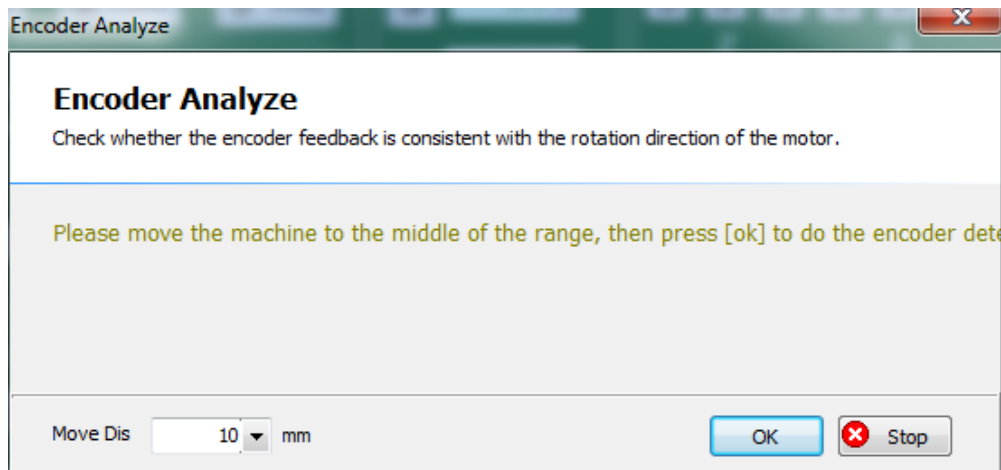 Encoder Analyze
Encoder Analyze
Check whether the encoder feedback is consistent with the rotation direction of the motor.
Please move the machine to the middle of the range, then press [ok] to do the encoder dete
Move Dis 10 mm OK Stop